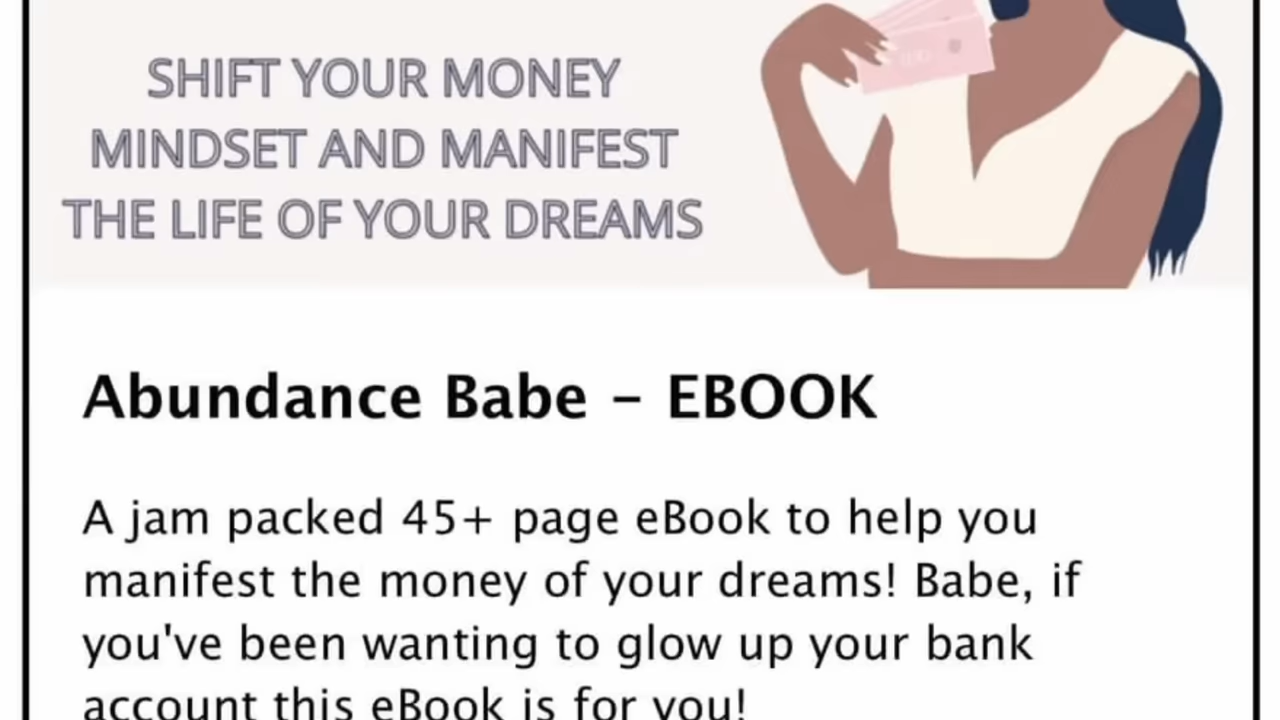 SHIFT YOUR MONEY
MINDSET AND MANIFEST
THE LIFE OF YOUR DREAMS
Abundance Babe – EBOOK
A jam packed 45+ page eBook to help you
manifest the money of your dreams! Babe, if
you've been wanting to glow up your bank
account this eBook is for you!